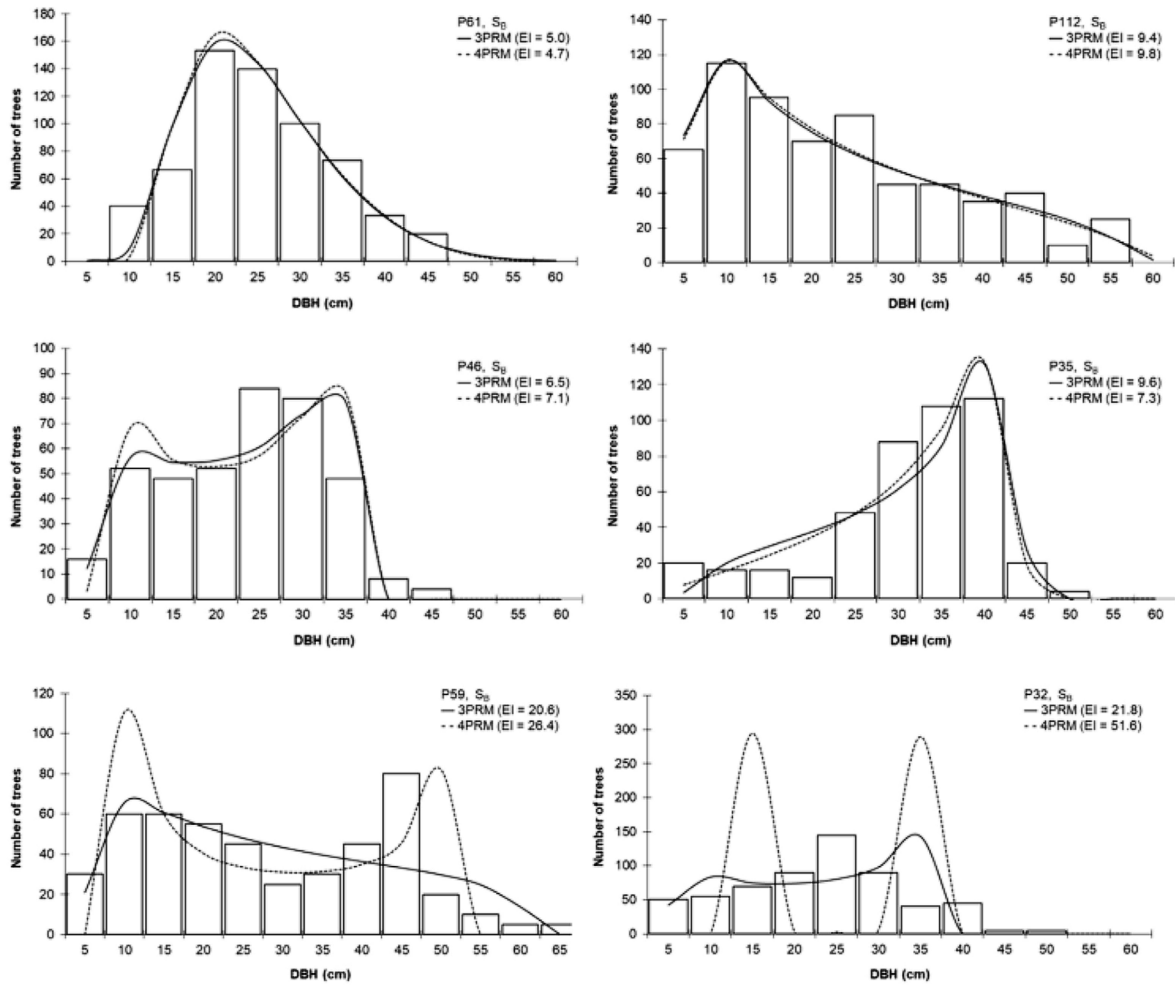 P61, SB
3PRM (EI = 5.0)
4PRM (EI = 4.7)
Number of trees
180
160
140
120
100
80
60
40
20
0
5 10 15 20 25 30 35 40 45 50 55 60
DBH (cm)
P112, SB
3PRM (EI = 9.4)
4PRM (EI = 9.8)
Number of trees
140
120
100
80
60
40
20
0
5 10 15 20 25 30 35 40 45 50 55 60
DBH (cm)
P46, SB
3PRM (EI = 6.5)
4PRM (EI = 7.1)
Number of trees
100
90
80
70
60
50
40
30
20
10
0
5 10 15 20 25 30 35 40 45 50 55 60
DBH (cm)
P35, SB
3PRM (EI = 9.6)
4PRM (EI = 7.3)
Number of trees
140
120
100
80
60
40
20
0
5 10 15 20 25 30 35 40 45 50 55 60
DBH (cm)
P59, SB
3PRM (EI = 20.6)
4PRM (EI = 26.4)
Number of trees
120
100
80
60
40
20
0
5 10 15 20 25 30 35 40 45 50 55 60 65
DBH (cm)
P32, SB
3PRM (EI = 21.8)
4PRM (EI = 51.6)
Number of trees
350
300
250
200
150
100
50
0
5 10 15 20 25 30 35 40 45 50 55 60
DBH (cm)